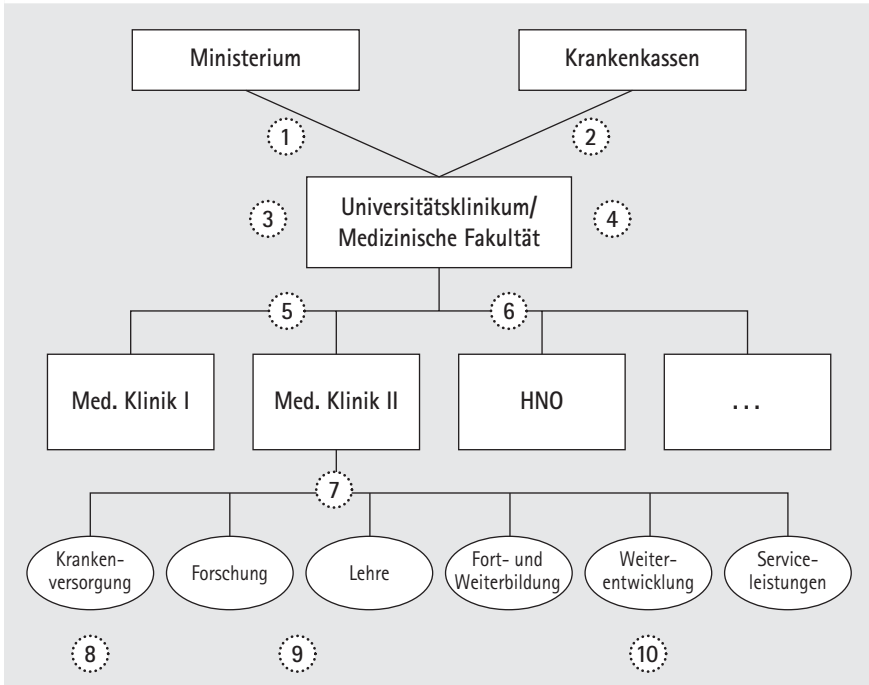 Ministerium
Krankenkassen
1
2
3
Universitätsklinikum/
Medizinische Fakultät
4
5
6
Med. Klinik I
Med. Klinik II
HNO
...
7
Kranken-
versorgung
Forschung
Lehre
Fort- und
Weiterbildung
Weiter-
entwicklung
Service-
leistungen
8
9
10